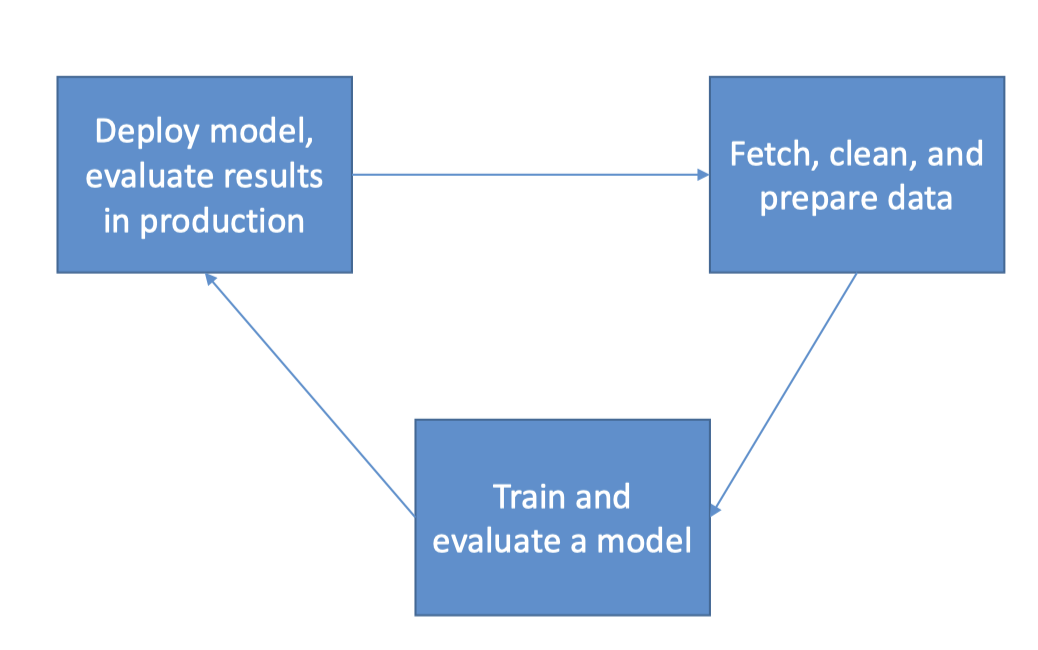 Deploy model,
evaluate results
in production
Fetch, clean, and
prepare data
Train and
evaluate a model